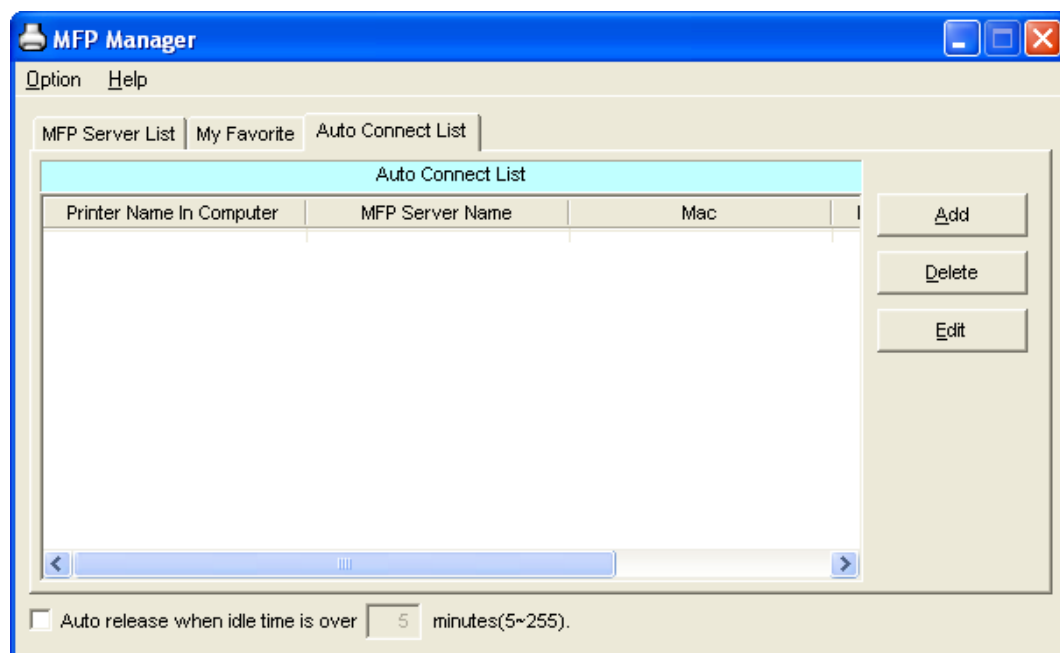 MFP Manager
Option Help
MFP Server List My Favorite Auto Connect List
Auto Connect List
Printer Name In Computer MFP Server Name Mac
Add
Delete
Edit
Auto release when idle time is over 5 minutes(5~255).